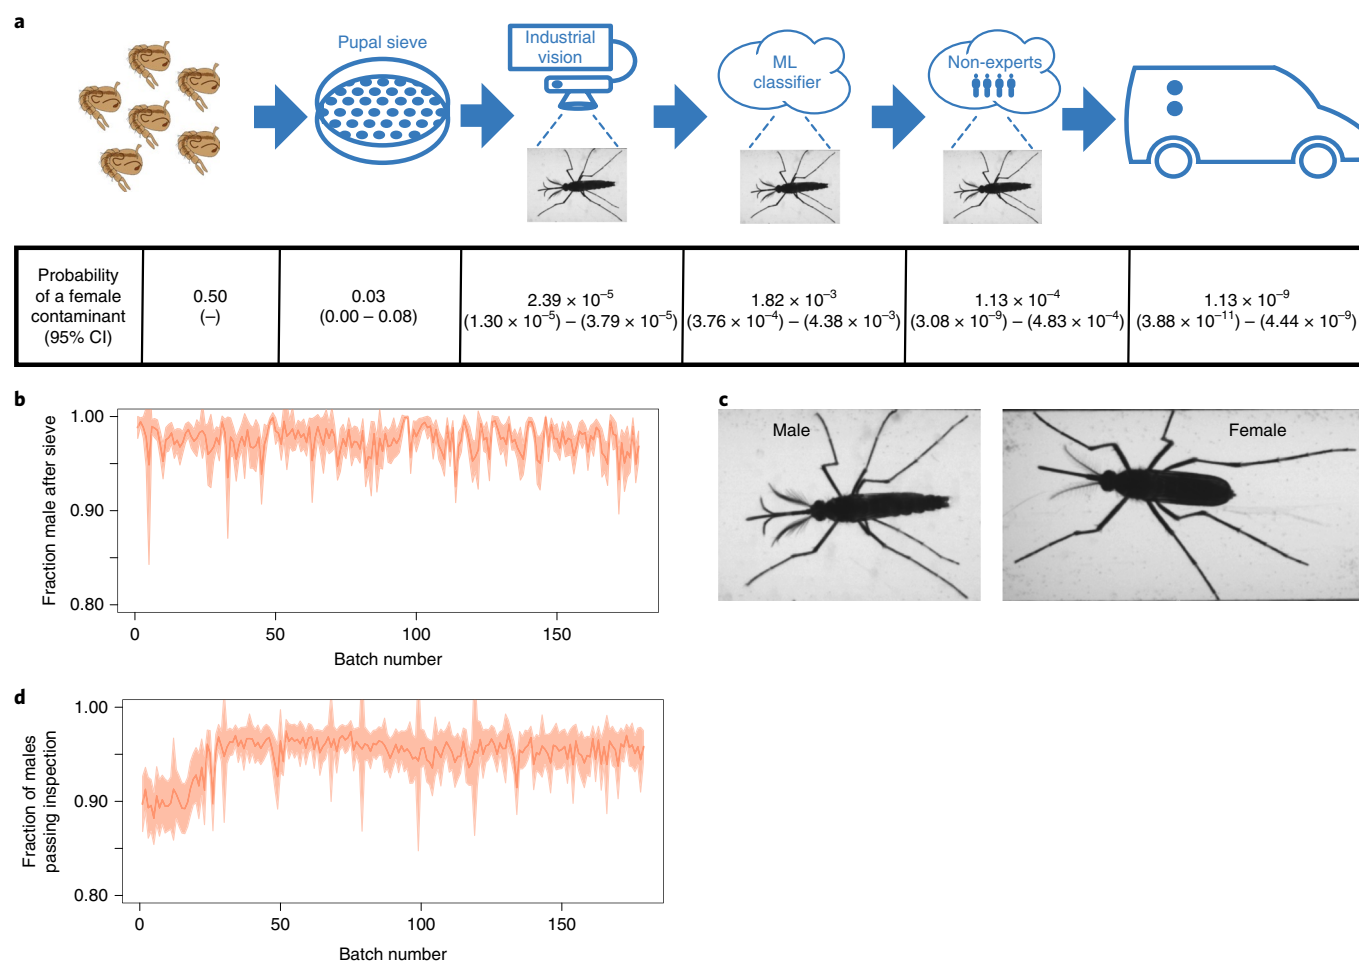 a
Pupal sieve
Industrial
vision
ML
classifier
Non-experts
Probability
of a female
contaminant
(95% CI)
0.50
(–)
0.03
(0.00 – 0.08)
2.39 × 10⁻⁵
(1.30 × 10⁻⁵) – (3.79 × 10⁻⁵)
1.82 × 10⁻³
(3.76 × 10⁻⁴) – (4.38 × 10⁻³)
1.13 × 10⁻⁴
(3.08 × 10⁻⁹) – (4.83 × 10⁻⁴)
1.13 × 10⁻⁹
(3.88 × 10⁻¹¹) – (4.44 × 10⁻⁹)
b
Fraction male after sieve
1.00
0.90
0.80
0
50
100
150
Batch number
c
Male
Female
d
Fraction of males
passing inspection
1.00
0.90
0.80
0
50
100
150
Batch number